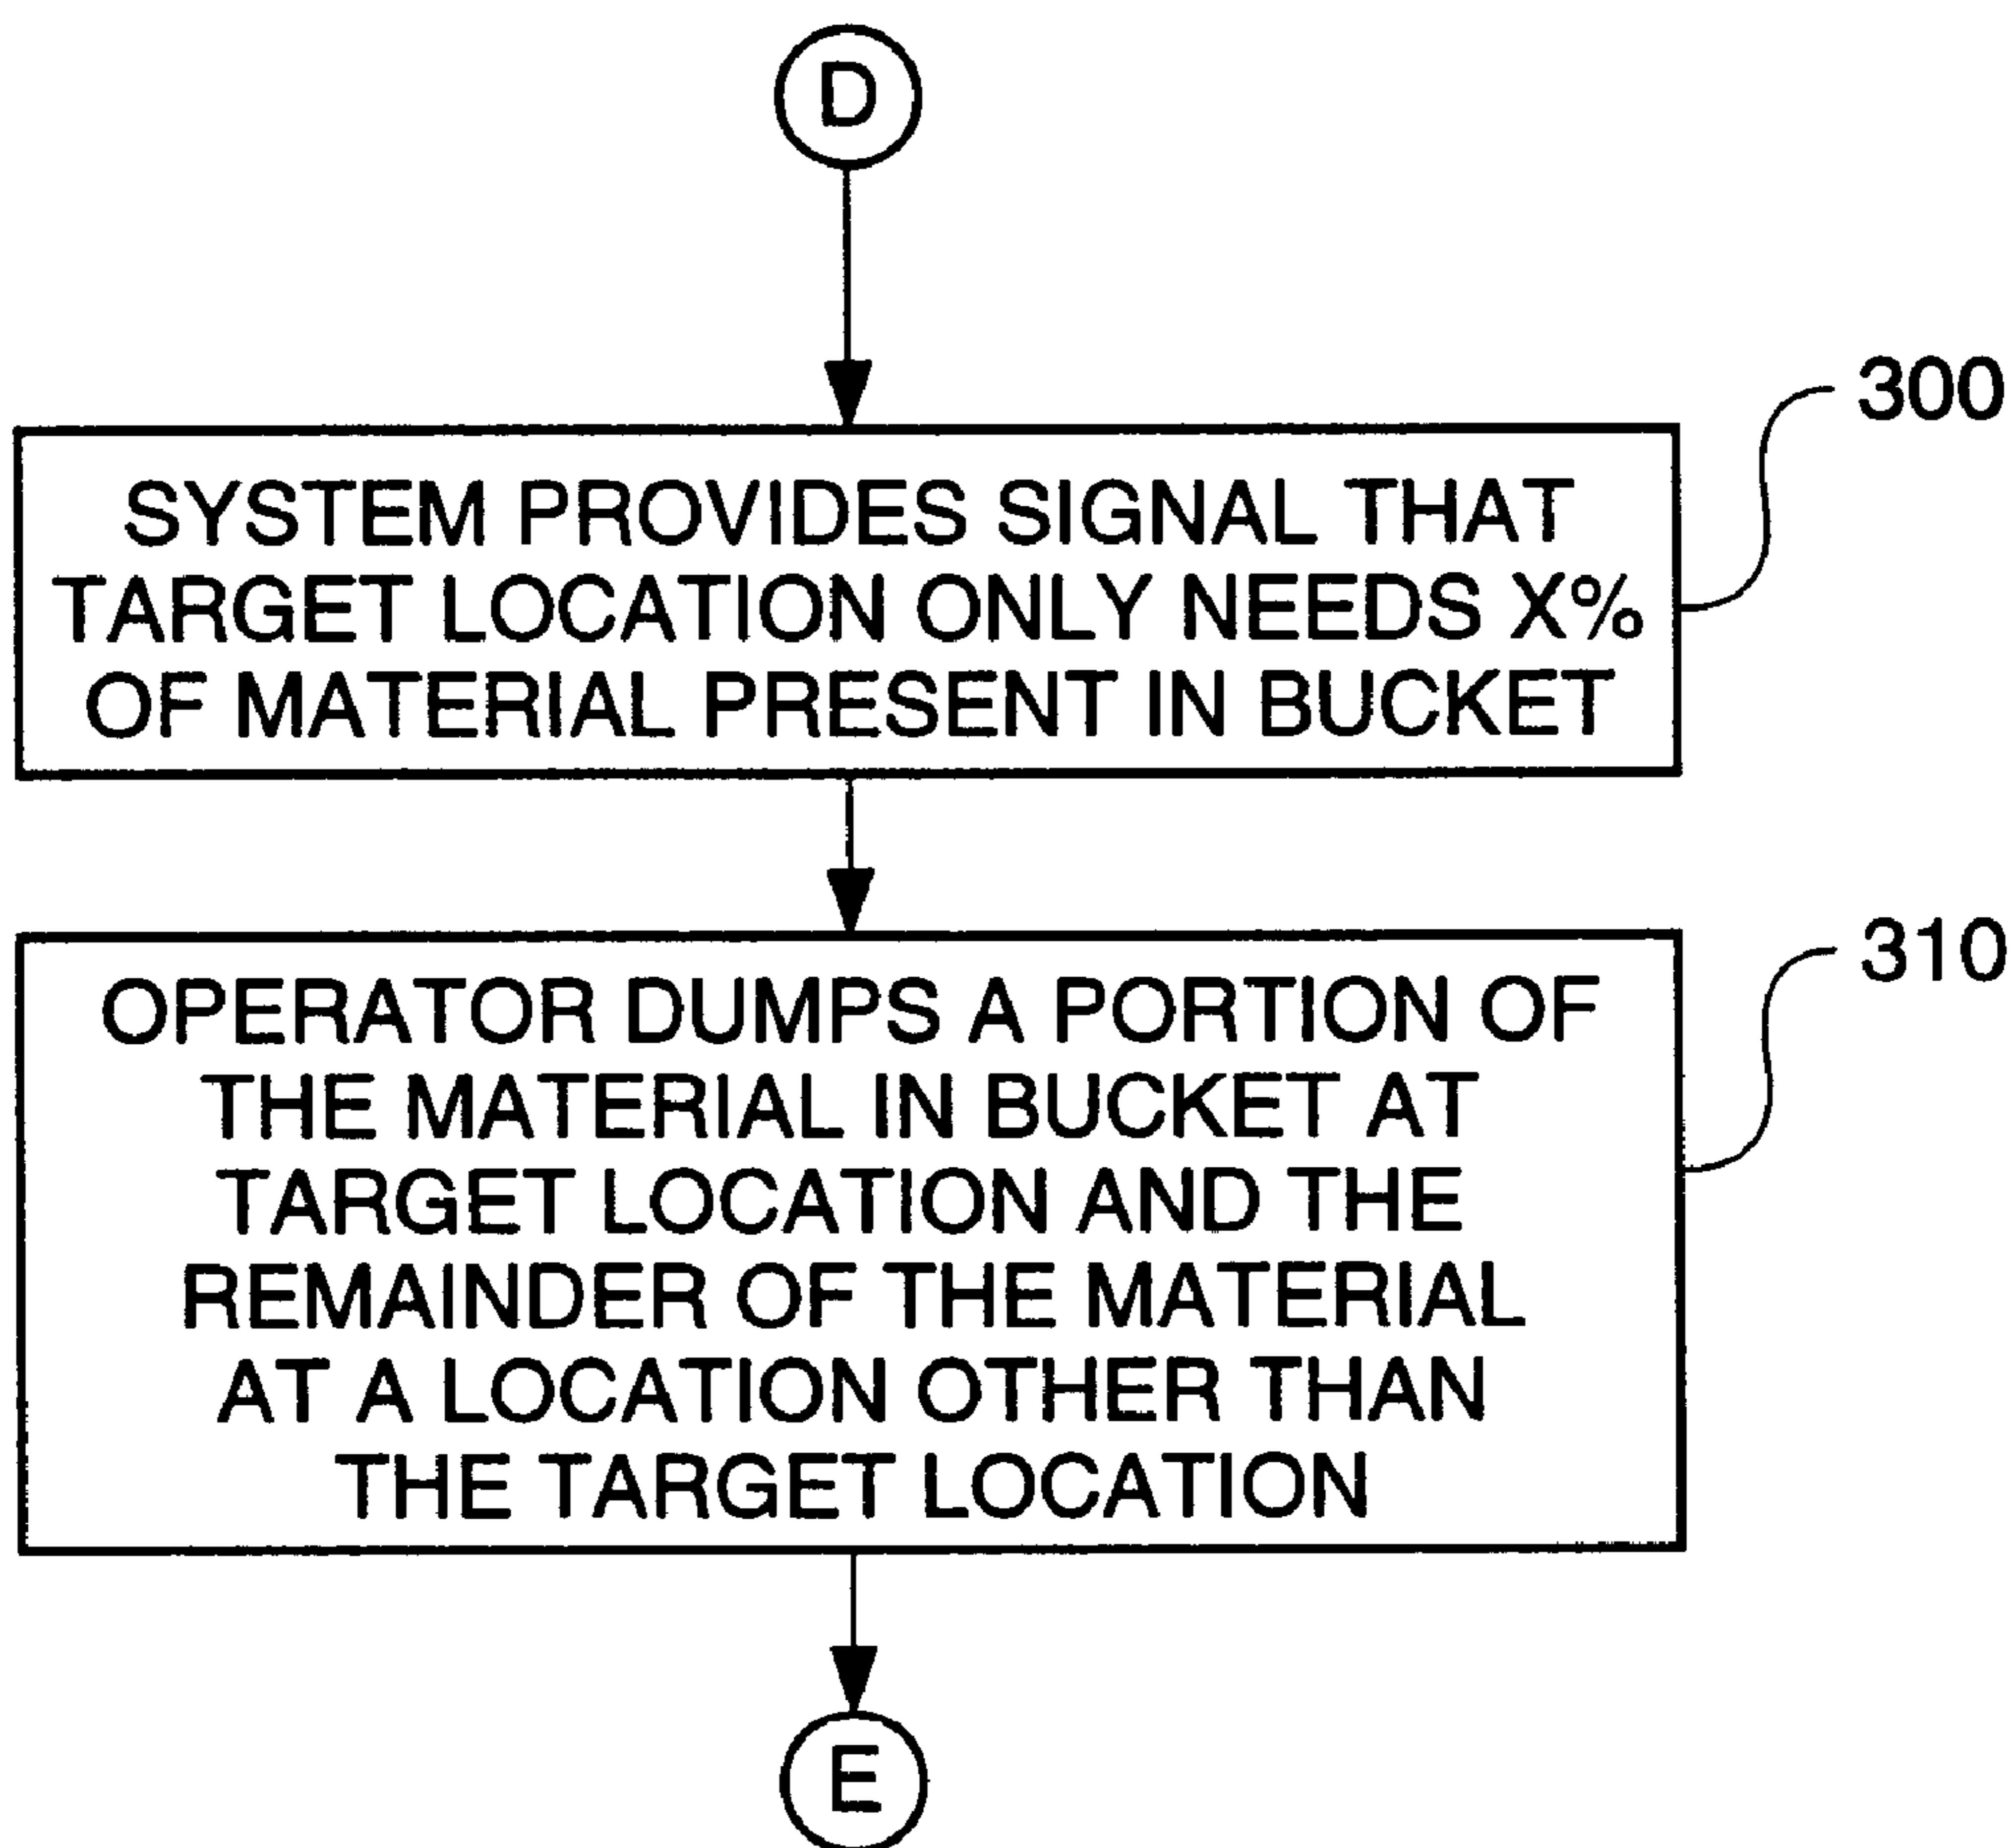 D
300
SYSTEM PROVIDES SIGNAL THAT
TARGET LOCATION ONLY NEEDS X%
OF MATERIAL PRESENT IN BUCKET
310
OPERATOR DUMPS A PORTION OF
THE MATERIAL IN BUCKET AT
TARGET LOCATION AND THE
REMAINDER OF THE MATERIAL
AT A LOCATION OTHER THAN
THE TARGET LOCATION
E